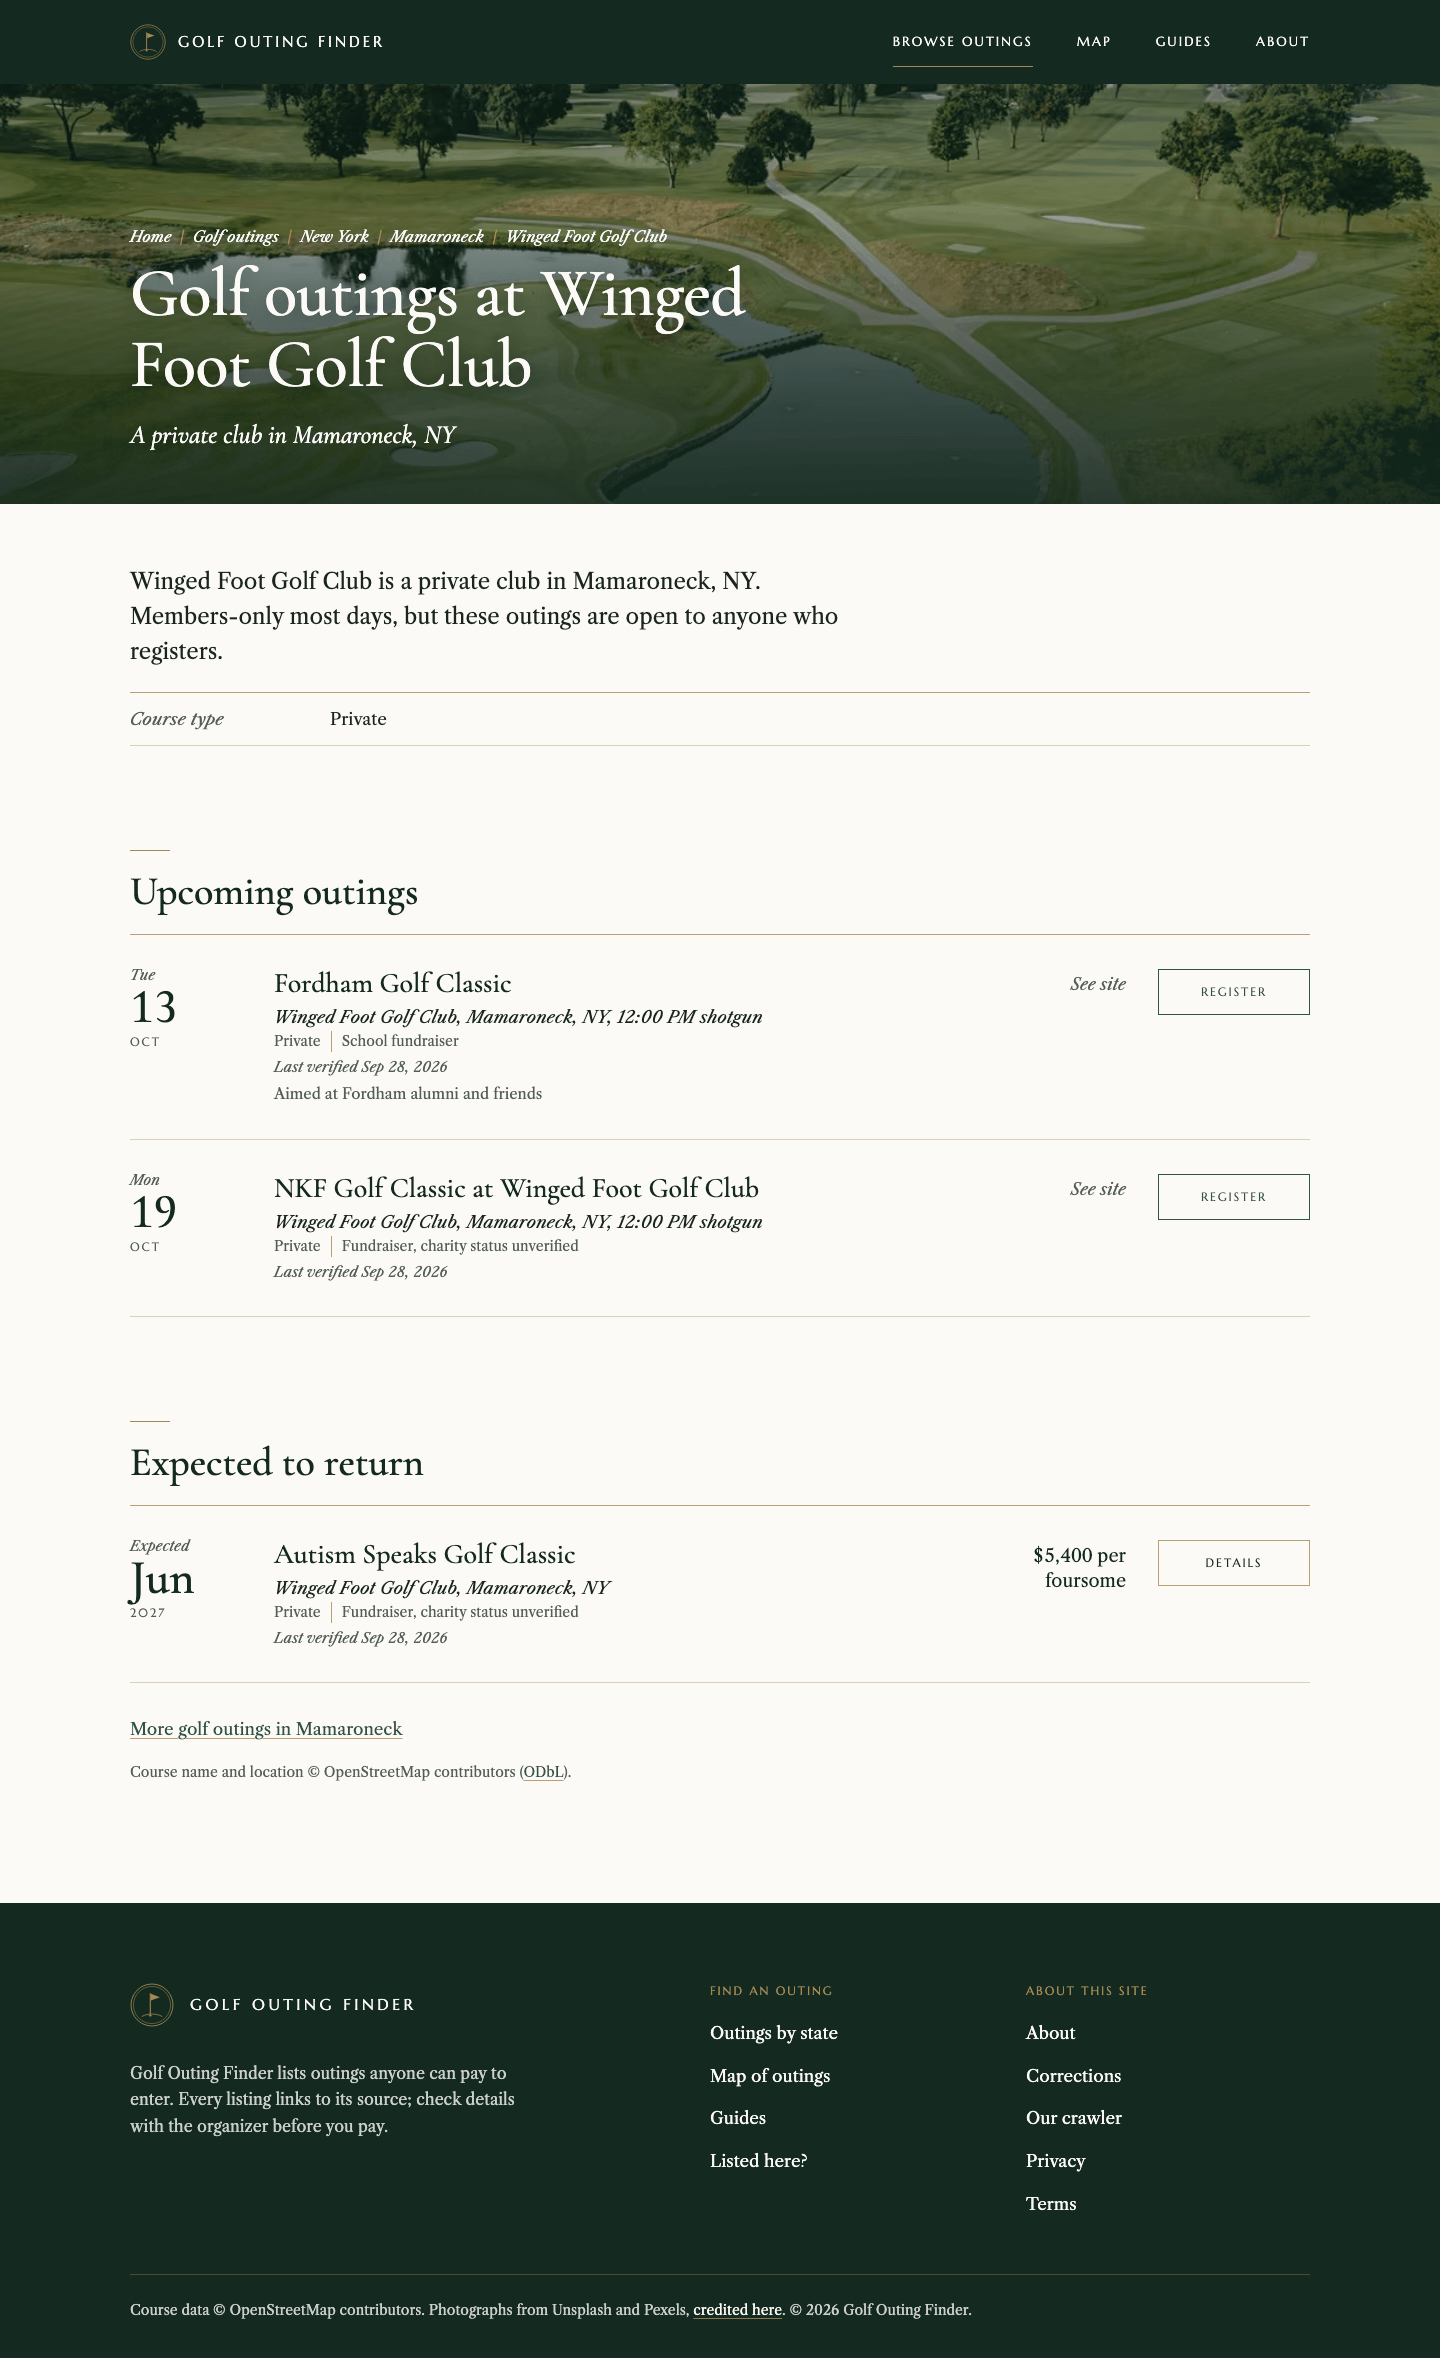 GOLF OUTING FINDER
BROWSE OUTINGS MAP GUIDES ABOUT
Home | Golf outings | New York | Mamaroneck | Winged Foot Golf Club
Golf outings at Winged
Foot Golf Club
A private club in Mamaroneck, NY
Winged Foot Golf Club is a private club in Mamaroneck, NY.
Members-only most days, but these outings are open to anyone who
registers.
Course type Private
Upcoming outings
Tue
13
OCT
Fordham Golf Classic
Winged Foot Golf Club, Mamaroneck, NY, 12:00 PM shotgun
Private | School fundraiser
Last verified Sep 28, 2026
Aimed at Fordham alumni and friends
See site
REGISTER
Mon
19
OCT
NKF Golf Classic at Winged Foot Golf Club
Winged Foot Golf Club, Mamaroneck, NY, 12:00 PM shotgun
Private | Fundraiser, charity status unverified
Last verified Sep 28, 2026
See site
REGISTER
Expected to return
Expected
Jun
2027
Autism Speaks Golf Classic
Winged Foot Golf Club, Mamaroneck, NY
Private | Fundraiser, charity status unverified
Last verified Sep 28, 2026
$5,400 per
foursome
DETAILS
More golf outings in Mamaroneck
Course name and location © OpenStreetMap contributors (ODbL).
GOLF OUTING FINDER
Golf Outing Finder lists outings anyone can pay to
enter. Every listing links to its source; check details
with the organizer before you pay.
FIND AN OUTING
Outings by state
Map of outings
Guides
Listed here?
ABOUT THIS SITE
About
Corrections
Our crawler
Privacy
Terms
Course data © OpenStreetMap contributors. Photographs from Unsplash and Pexels, credited here. © 2026 Golf Outing Finder.